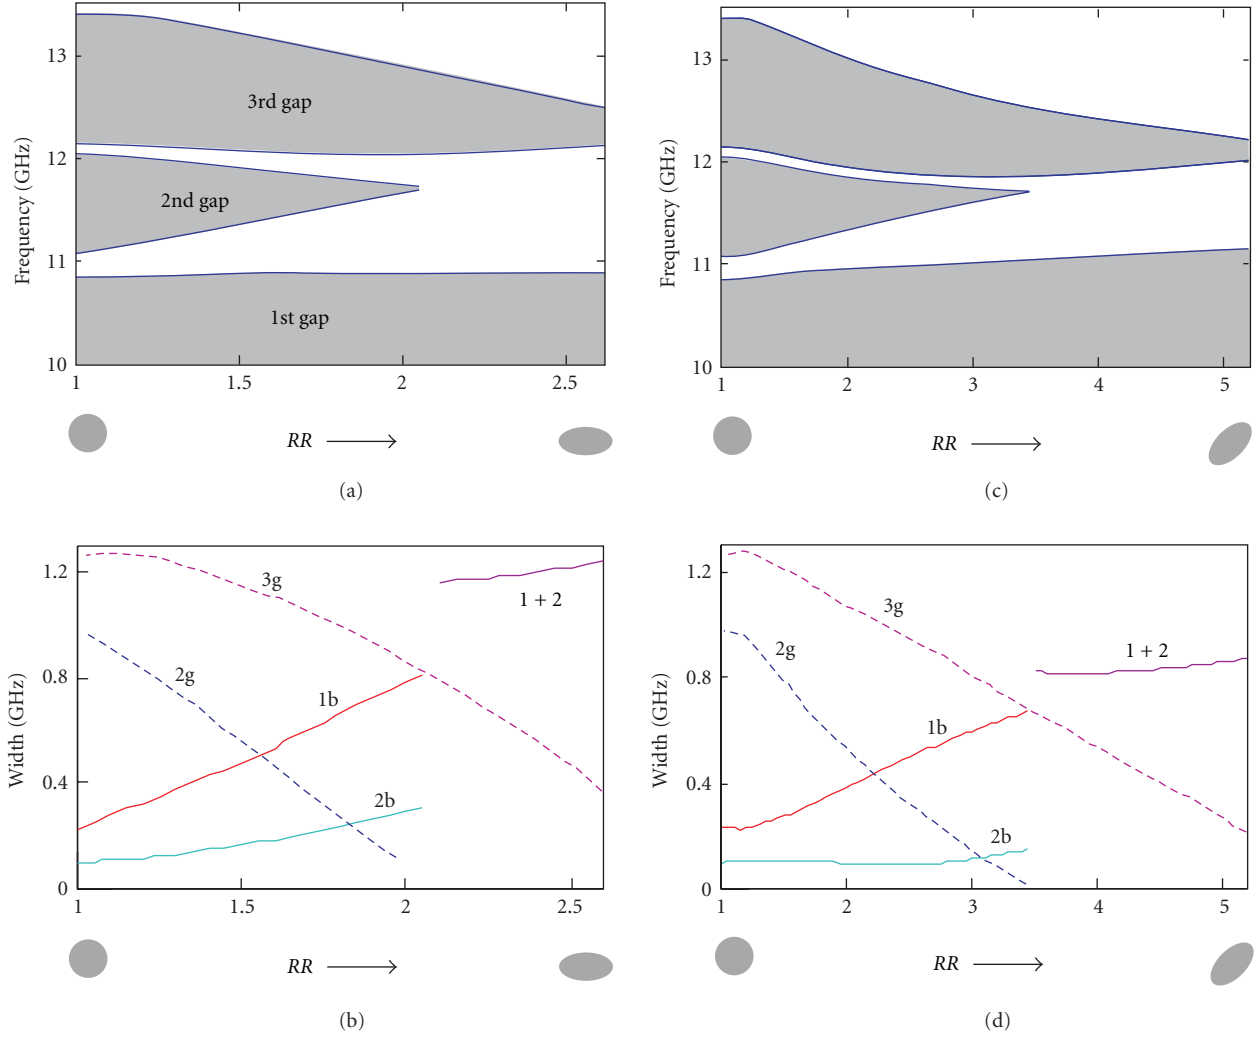 13
12
11
10
Frequency (GHz)
3rd gap
2nd gap
1st gap
1 1.5 2 2.5
RR
(a)
13
12
11
10
Frequency (GHz)
1 2 3 4 5
RR
(c)
1.2
0.8
0.4
0
Width (GHz)
3g
1 + 2
2g
1b
2b
1 1.5 2 2.5
RR
(b)
1.2
0.8
0.4
0
Width (GHz)
3g
2g
1 + 2
1b
2b
1 2 3 4 5
RR
(d)